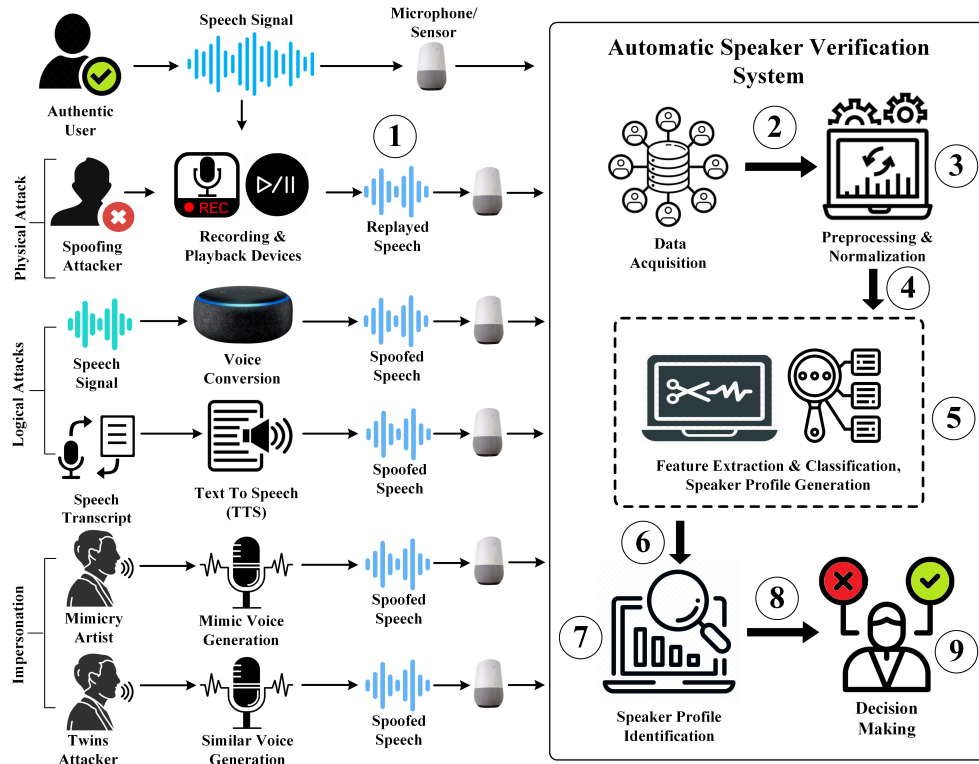 Speech Signal
Microphone/
Sensor
Authentic
User
Physical Attack
Spoofing
Attacker
REC
Recording &
Playback Devices
1
Replayed
Speech
Logical Attacks
Speech
Signal
Voice
Conversion
Spoofed
Speech
Speech
Transcript
Text To Speech
(TTS)
Spoofed
Speech
Impersonation
Mimicry
Artist
Mimic Voice
Generation
Spoofed
Speech
Twins
Attacker
Similar Voice
Generation
Spoofed
Speech
Automatic Speaker Verification
System
Data
Acquisition
2
3
Preprocessing &
Normalization
4
5
Feature Extraction & Classification,
Speaker Profile Generation
6
7
Speaker Profile
Identification
8
9
Decision
Making